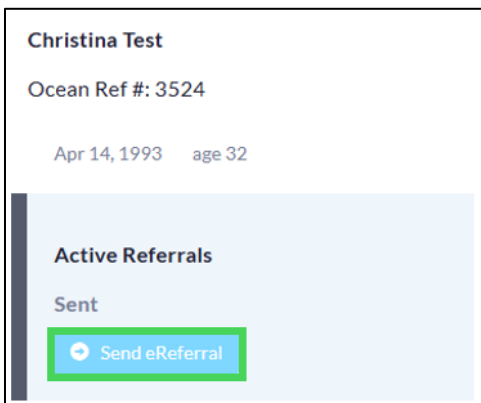 Christina Test
Ocean Ref #: 3524
Apr 14, 1993 age 32
Active Referrals
Sent
Send eReferral